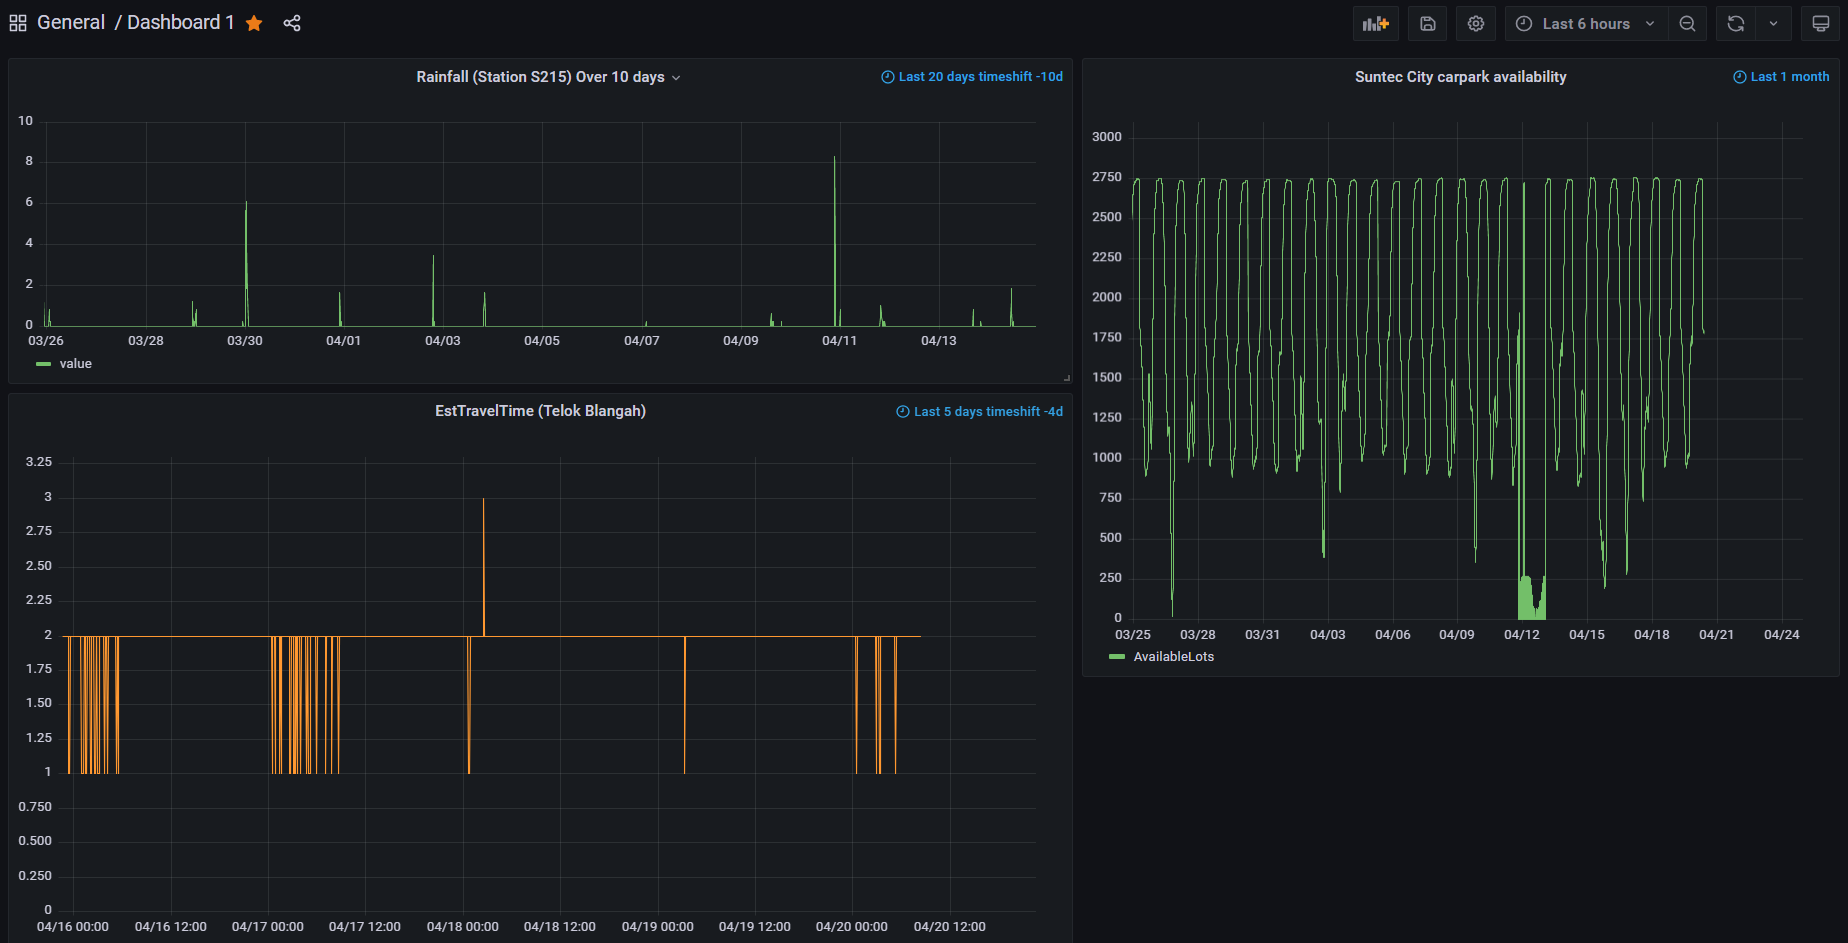 General / Dashboard 1
Last 6 hours
Rainfall (Station S215) Over 10 days
Last 20 days timeshift -10d
10
8
6
4
2
0
03/26 03/28 03/30 04/01 04/03 04/05 04/07 04/09 04/11 04/13
value
EstTravelTime (Telok Blangah)
Last 5 days timeshift -4d
3.25
3
2.75
2.50
2.25
2
1.75
1.50
1.25
1
0.750
0.500
0.250
0
04/16 00:00 04/16 12:00 04/17 00:00 04/17 12:00 04/18 00:00 04/18 12:00 04/19 00:00 04/19 12:00 04/20 00:00 04/20 12:00
Suntec City carpark availability
Last 1 month
3000
2750
2500
2250
2000
1750
1500
1250
1000
750
500
250
0
03/25 03/28 03/31 04/03 04/06 04/09 04/12 04/15 04/18 04/21 04/24
AvailableLots